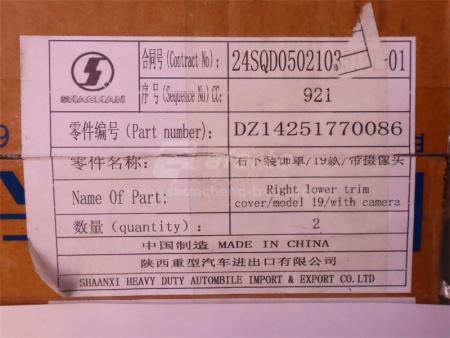 SHACMAN
合同号(Contract No):
24SQD0502103 -01
序 号(Sequence No) CC:
921
零件编号(Part number):
DZ14251770086
零件名称:
右下装饰罩/19款/带摄像头
Name Of Part:
Right lower trim
cover/model 19/with camera
数量(quantity):
2
中国制造 MADE IN CHINA
陕西重型汽车进出口有限公司
SHAANXI HEAVY DUTY AUTOMBILE IMPORT & EXPORT CO.LTD